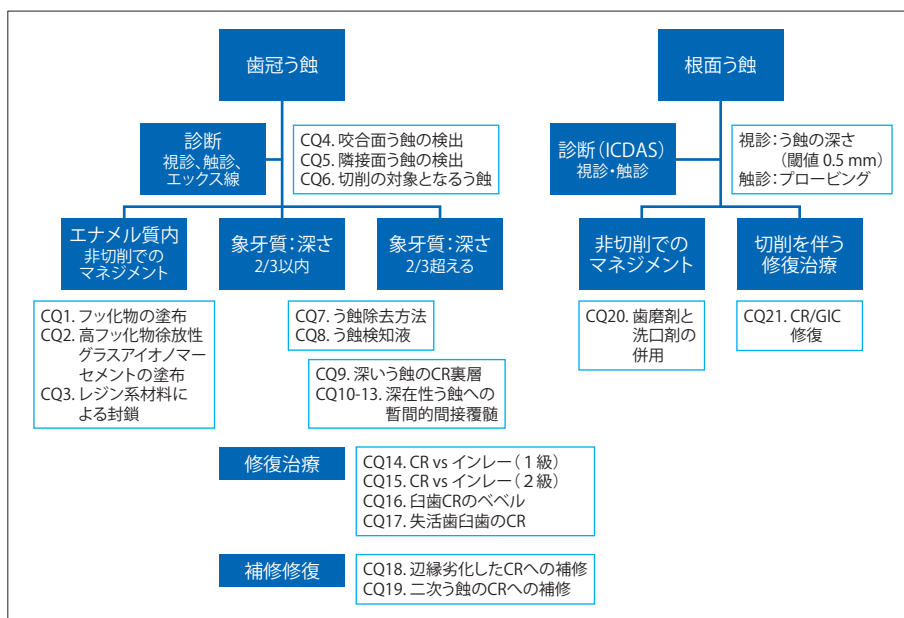 歯冠う蝕
根面う蝕
診断
視診、触診、
エックス線
CQ4. 咬合面う蝕の検出
CQ5. 隣接面う蝕の検出
CQ6. 切削の対象となるう蝕
診断(ICDAS)
視診・触診
視診:う蝕の深さ
(閾値 0.5 mm)
触診:プロービング
エナメル質内
非切削での
マネジメント
象牙質:深さ
2/3以内
象牙質:深さ
2/3超える
非切削での
マネジメント
切削を伴う
修復治療
CQ1. フッ化物の塗布
CQ2. 高フッ化物徐放性
グラスアイオノマー
セメントの塗布
CQ3. レジン系材料に
よる封鎖
CQ7. う蝕除去方法
CQ8. う蝕検知液
CQ9. 深いう蝕のCR裏層
CQ10-13. 深在性う蝕への
暫間的間接覆髄
CQ20. 歯磨剤と
洗口剤の
併用
CQ21. CR/GIC
修復
修復治療
CQ14. CR vs インレー(1級)
CQ15. CR vs インレー(2級)
CQ16. 臼歯CRのベベル
CQ17. 失活歯臼歯のCR
補修修復
CQ18. 辺縁劣化したCRへの補修
CQ19. 二次う蝕のCRへの補修